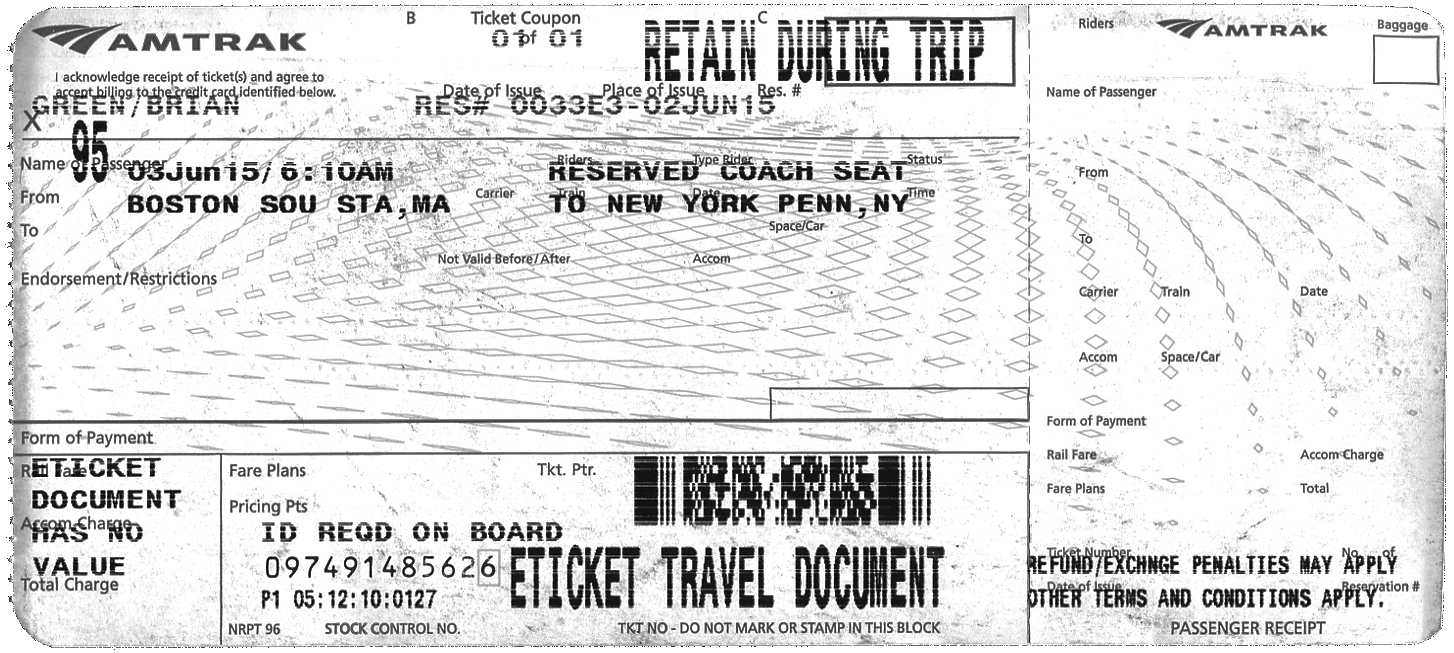 AMTRAK
B
Ticket Coupon
01 of 01
C
RETAIN DURING TRIP
I acknowledge receipt of ticket(s) and agree to
accept billing to the credit card identified below.
Date of Issue Place of Issue Res. #
GREEN/BRIAN RES# 0033E3-02JUN15
X
95
Name of Passenger Riders Type Rider Status
03Jun15/ 6:10AM RESERVED COACH SEAT
From Carrier Train Date Time
BOSTON SOU STA,MA TO NEW YORK PENN,NY
To Space/Car
Not Valid Before/After Accom
Endorsement/Restrictions
Form of Payment
Rail Fare
ETICKET
DOCUMENT
Accom Charge
HAS NO
VALUE
Total Charge
Fare Plans Tkt. Ptr.
Pricing Pts
ID REQD ON BOARD
09749148562 6
P1 05:12:10:0127
ETICKET TRAVEL DOCUMENT
NRPT 96 STOCK CONTROL NO. TKT NO - DO NOT MARK OR STAMP IN THIS BLOCK
Riders AMTRAK Baggage
Name of Passenger
From
To
Carrier Train Date
Accom Space/Car
Form of Payment
Rail Fare Accom Charge
Fare Plans Total
Ticket Number No. of
REFUND/EXCHNGE PENALTIES MAY APPLY
Date of Issue Reservation #
OTHER TERMS AND CONDITIONS APPLY.
PASSENGER RECEIPT